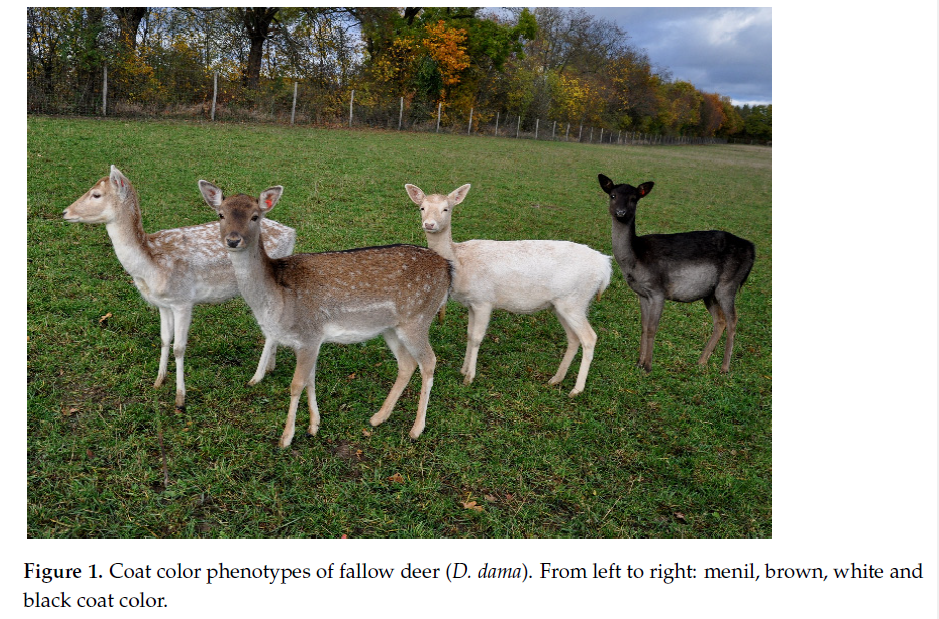 Figure 1. Coat color phenotypes of fallow deer (D. dama). From left to right: menil, brown, white and
black coat color.